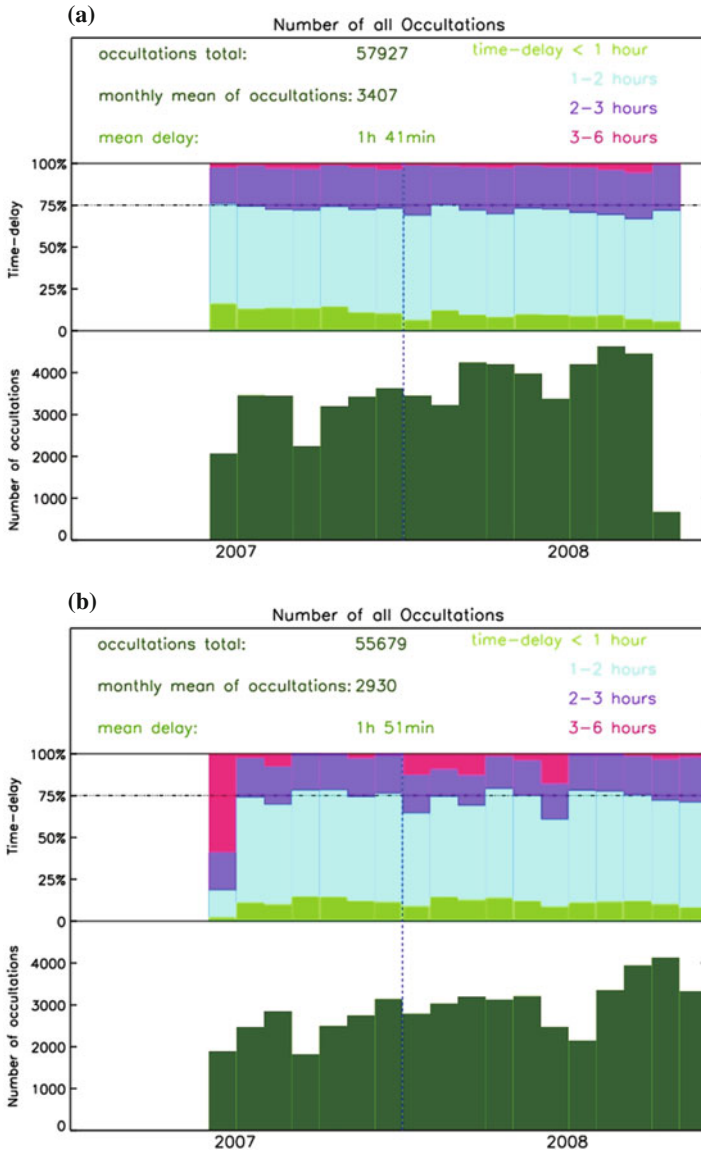 (a)
Number of all Occultations
occultations total: 57927 time-delay < 1 hour
1-2 hours
monthly mean of occultations: 3407
2-3 hours
mean delay: 1h 41min 3-6 hours
100%
75%
50%
25%
0
Time-delay
4000
3000
2000
1000
0
Number of occultations
2007 2008
(b)
Number of all Occultations
occultations total: 55679 time-delay < 1 hour
1-2 hours
monthly mean of occultations: 2930
2-3 hours
mean delay: 1h 51min 3-6 hours
100%
75%
50%
25%
0
Time-delay
4000
3000
2000
1000
0
Number of occultations
2007 2008